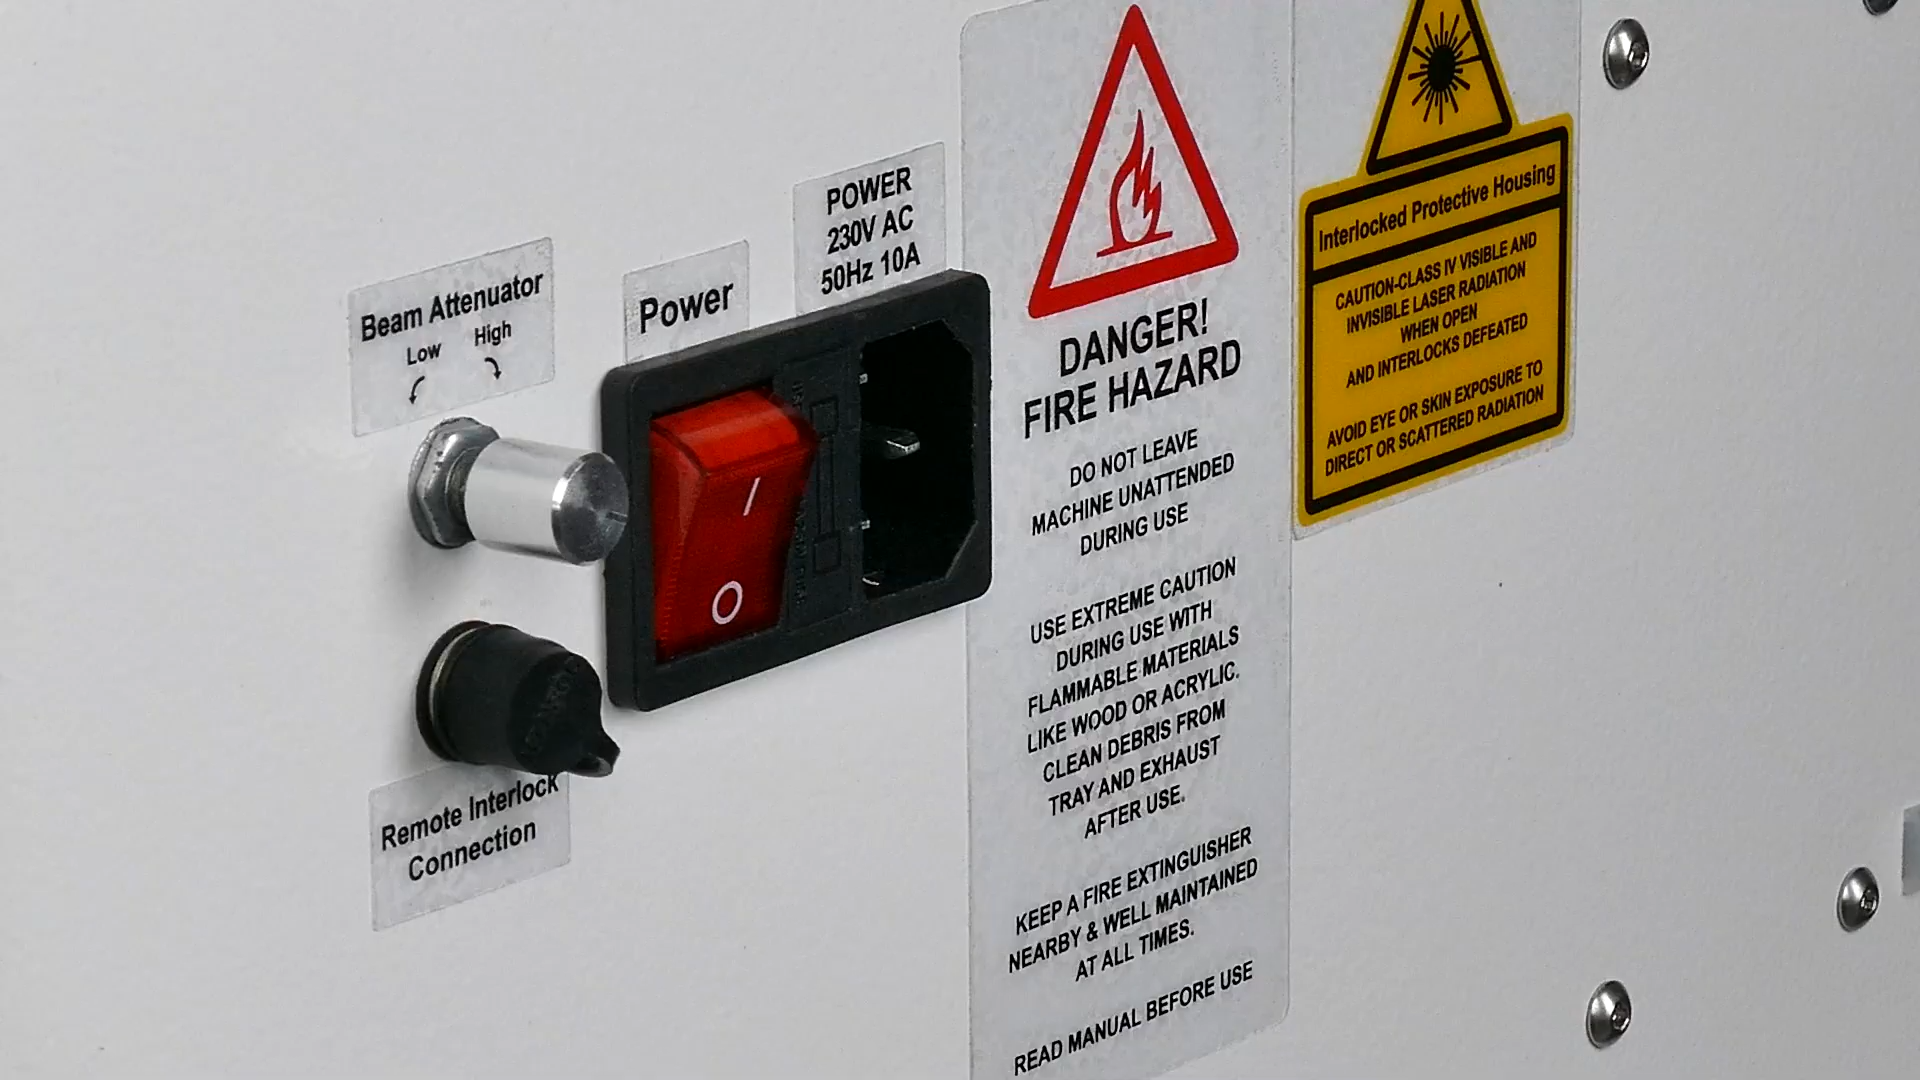 Beam Attenuator
Low High
Power
POWER
230V AC
50Hz 10A
I
O
Remote Interlock
Connection
DANGER!
FIRE HAZARD
DO NOT LEAVE
MACHINE UNATTENDED
DURING USE
USE EXTREME CAUTION
DURING USE WITH
FLAMMABLE MATERIALS
LIKE WOOD OR ACRYLIC.
CLEAN DEBRIS FROM
TRAY AND EXHAUST
AFTER USE.
KEEP A FIRE EXTINGUISHER
NEARBY & WELL MAINTAINED
AT ALL TIMES.
READ MANUAL BEFORE USE
Interlocked Protective Housing
CAUTION-CLASS IV VISIBLE AND
INVISIBLE LASER RADIATION
WHEN OPEN
AND INTERLOCKS DEFEATED
AVOID EYE OR SKIN EXPOSURE TO
DIRECT OR SCATTERED RADIATION